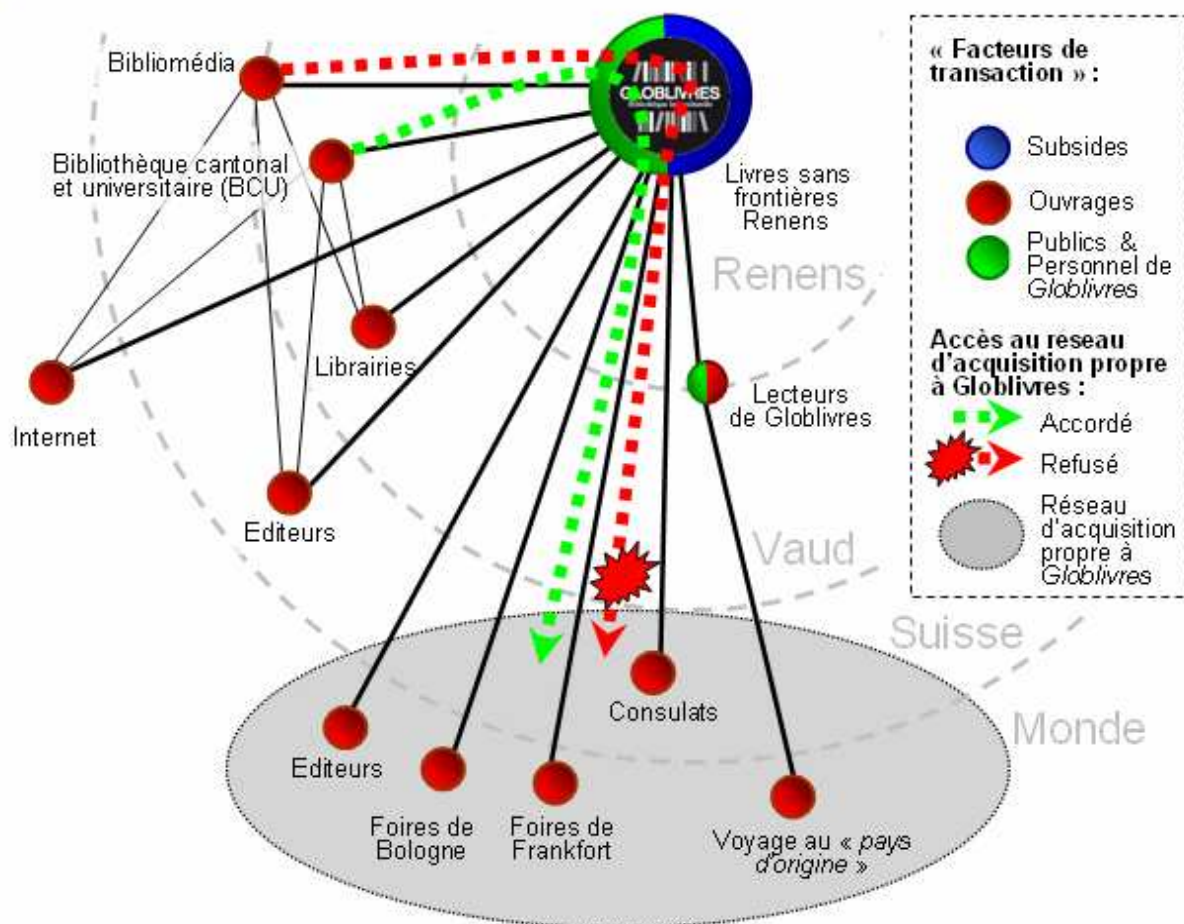 Bibliomédia
Bibliothèque cantonal
et universitaire (BCU)
Internet
Librairies
Editeurs
GLOBLIVRES
Livres sans
frontières
Renens
Lecteurs
de Globlivres
Renens
Vaud
Suisse
Monde
Consulats
Editeurs
Foires de
Bologne
Foires de
Frankfort
Voyage au « pays
d'origine »
« Facteurs de
transaction » :
Subsides
Ouvrages
Publics &
Personnel de
Globlivres
Accès au réseau
d'acquisition propre
à Globlivres :
Accordé
Refusé
Réseau
d'acquisition
propre à
Globlivres